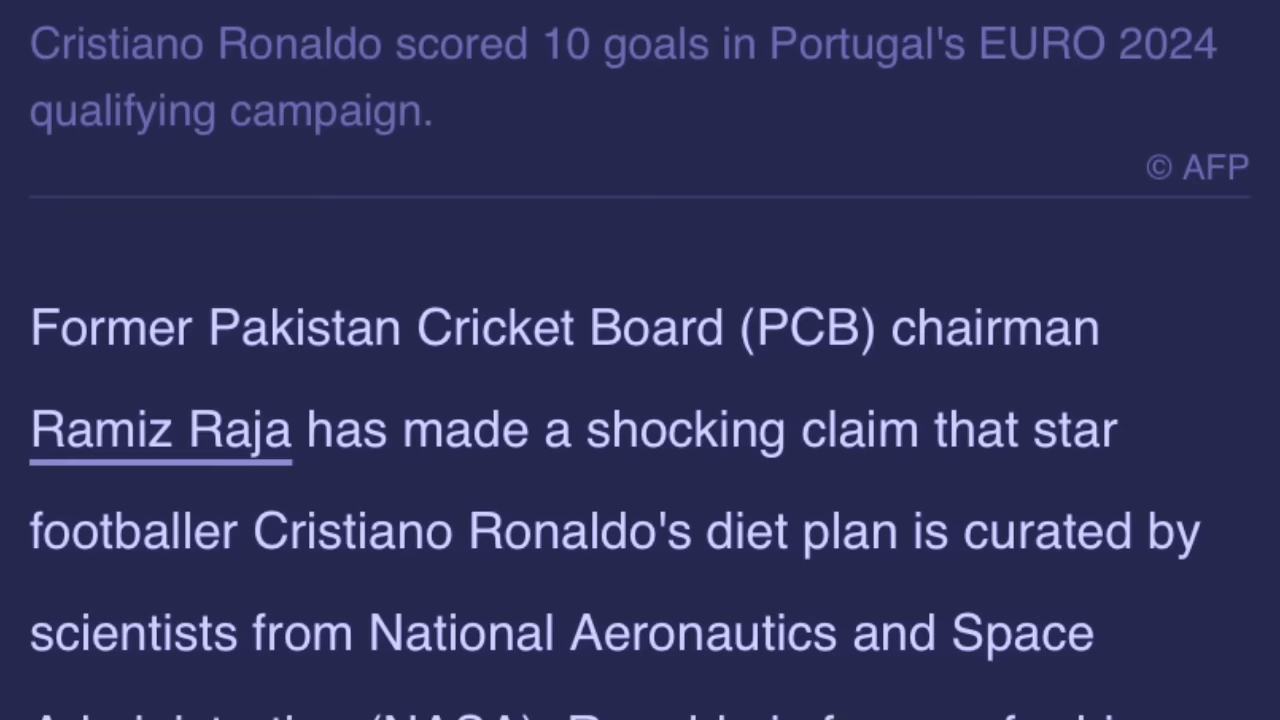 Cristiano Ronaldo scored 10 goals in Portugal's EURO 2024
qualifying campaign.
© AFP
Former Pakistan Cricket Board (PCB) chairman
Ramiz Raja has made a shocking claim that star
footballer Cristiano Ronaldo's diet plan is curated by
scientists from National Aeronautics and Space